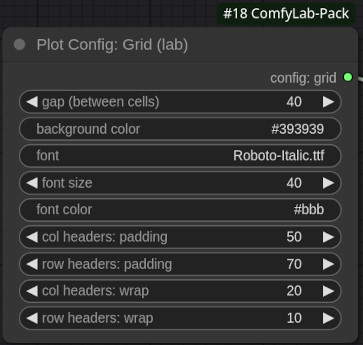 #18 ComfyLab-Pack
Plot Config: Grid (lab)
config: grid
gap (between cells) 40
background color #393939
font Roboto-Italic.ttf
font size 40
font color #bbb
col headers: padding 50
row headers: padding 70
col headers: wrap 20
row headers: wrap 10